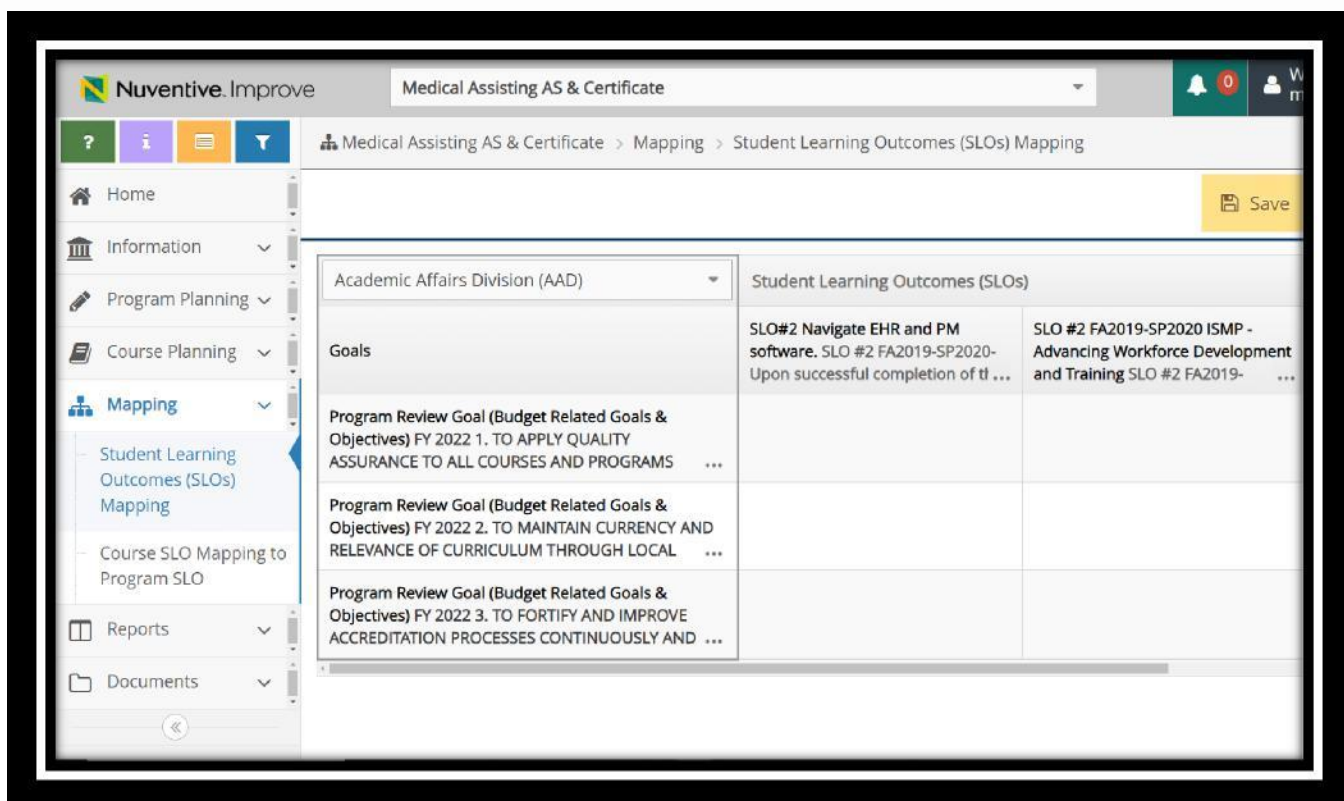 Nuventive.Improve
Medical Assisting AS & Certificate
0
W
m
? i
Medical Assisting AS & Certificate > Mapping > Student Learning Outcomes (SLOs) Mapping
Home
Information
Program Planning
Course Planning
Mapping
Student Learning
Outcomes (SLOs)
Mapping
Course SLO Mapping to
Program SLO
Reports
Documents
Save
Academic Affairs Division (AAD)
Student Learning Outcomes (SLOs)
Goals
SLO#2 Navigate EHR and PM
software. SLO #2 FA2019-SP2020-
Upon successful completion of tl ...
SLO #2 FA2019-SP2020 ISMP -
Advancing Workforce Development
and Training SLO #2 FA2019- ...
Program Review Goal (Budget Related Goals &
Objectives) FY 2022 1. TO APPLY QUALITY
ASSURANCE TO ALL COURSES AND PROGRAMS ...
Program Review Goal (Budget Related Goals &
Objectives) FY 2022 2. TO MAINTAIN CURRENCY AND
RELEVANCE OF CURRICULUM THROUGH LOCAL ...
Program Review Goal (Budget Related Goals &
Objectives) FY 2022 3. TO FORTIFY AND IMPROVE
ACCREDITATION PROCESSES CONTINUOUSLY AND ...